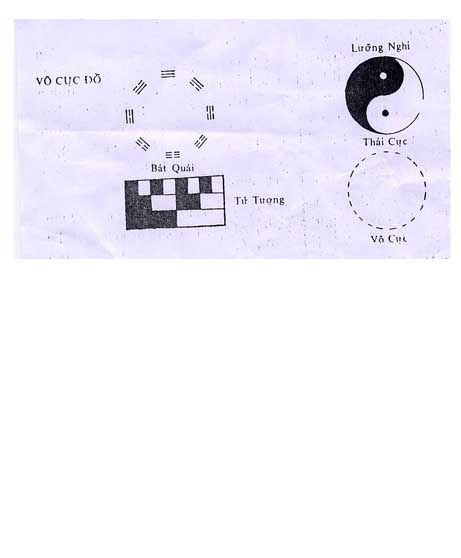 Lưỡng Nghi
VÔ CỰC ĐỒ
Thái Cực
Bát Quái
Tứ Tượng
Vô Cực